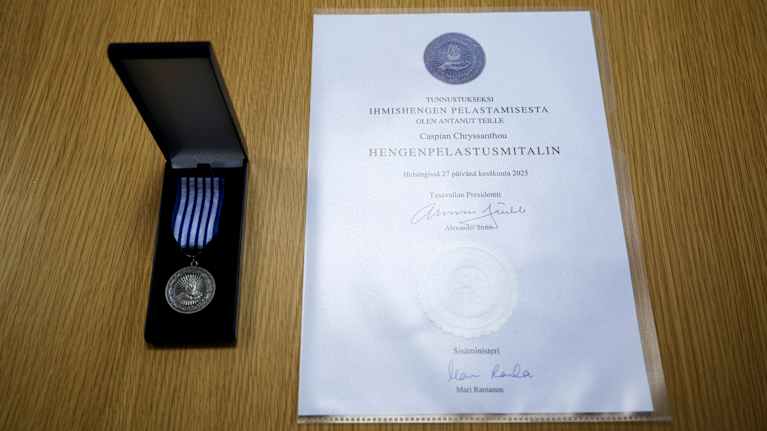 TUNNUSTUKSEKSI
IHMISHENGEN PELASTAMISESTA
OLEN ANTANUT TEILLE
Caspian Chryssanthou
HENGENPELASTUSMITALIN
Helsingissä 27 päivänä kesäkuuta 2025
Tasavallan Presidentti
Alexander Stubb
Sisäministeri
Mari Rantanen